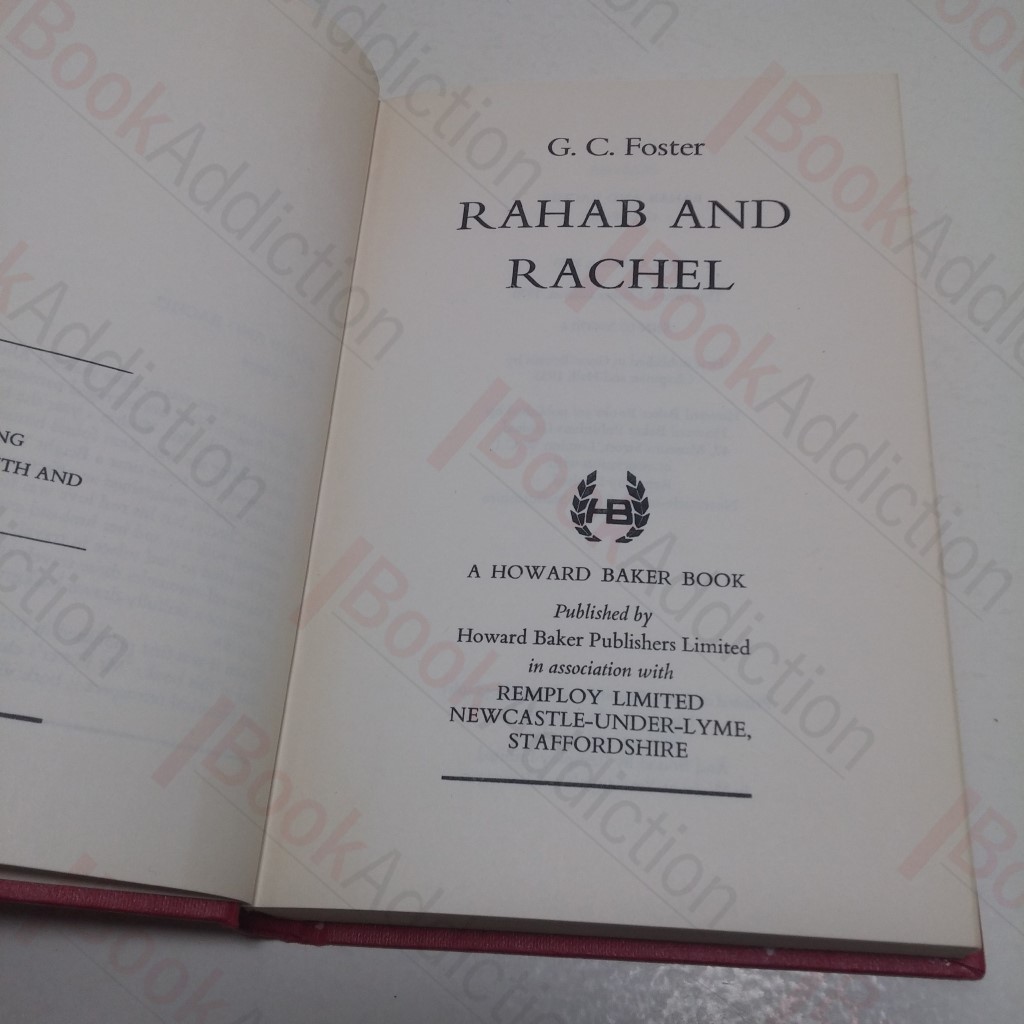 NG
TH AND
G. C. Foster
RAHAB AND
RACHEL
HB
A HOWARD BAKER BOOK
Published by
Howard Baker Publishers Limited
in association with
REMPLOY LIMITED
NEWCASTLE-UNDER-LYME,
STAFFORDSHIRE
BookAddiction